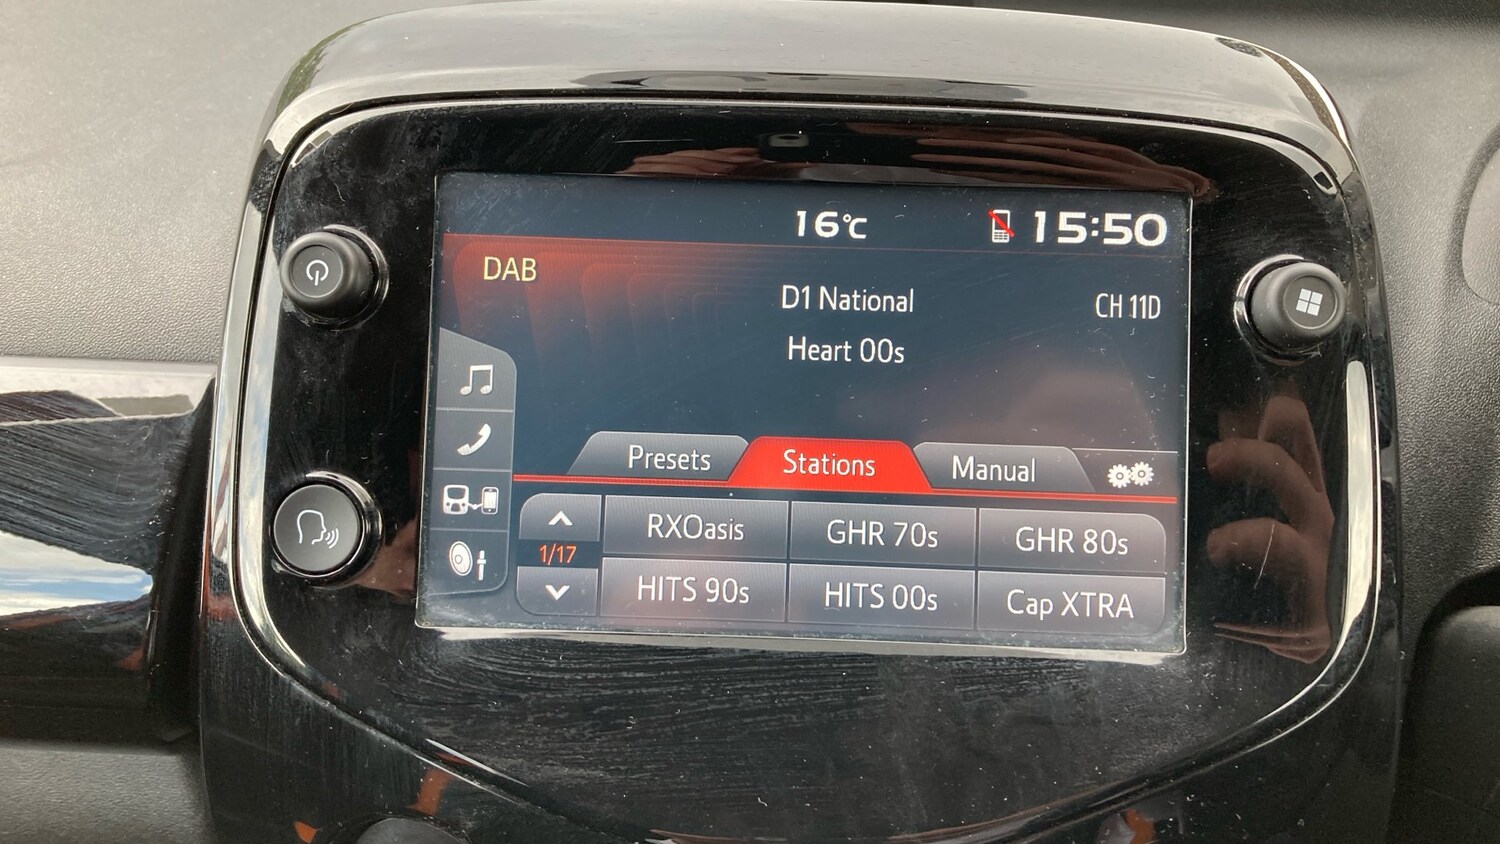 16°C 15:50
DAB
D1 National CH 11D
Heart 00s
Presets Stations Manual
RXOasis GHR 70s GHR 80s
1/17
HITS 90s HITS 00s Cap XTRA